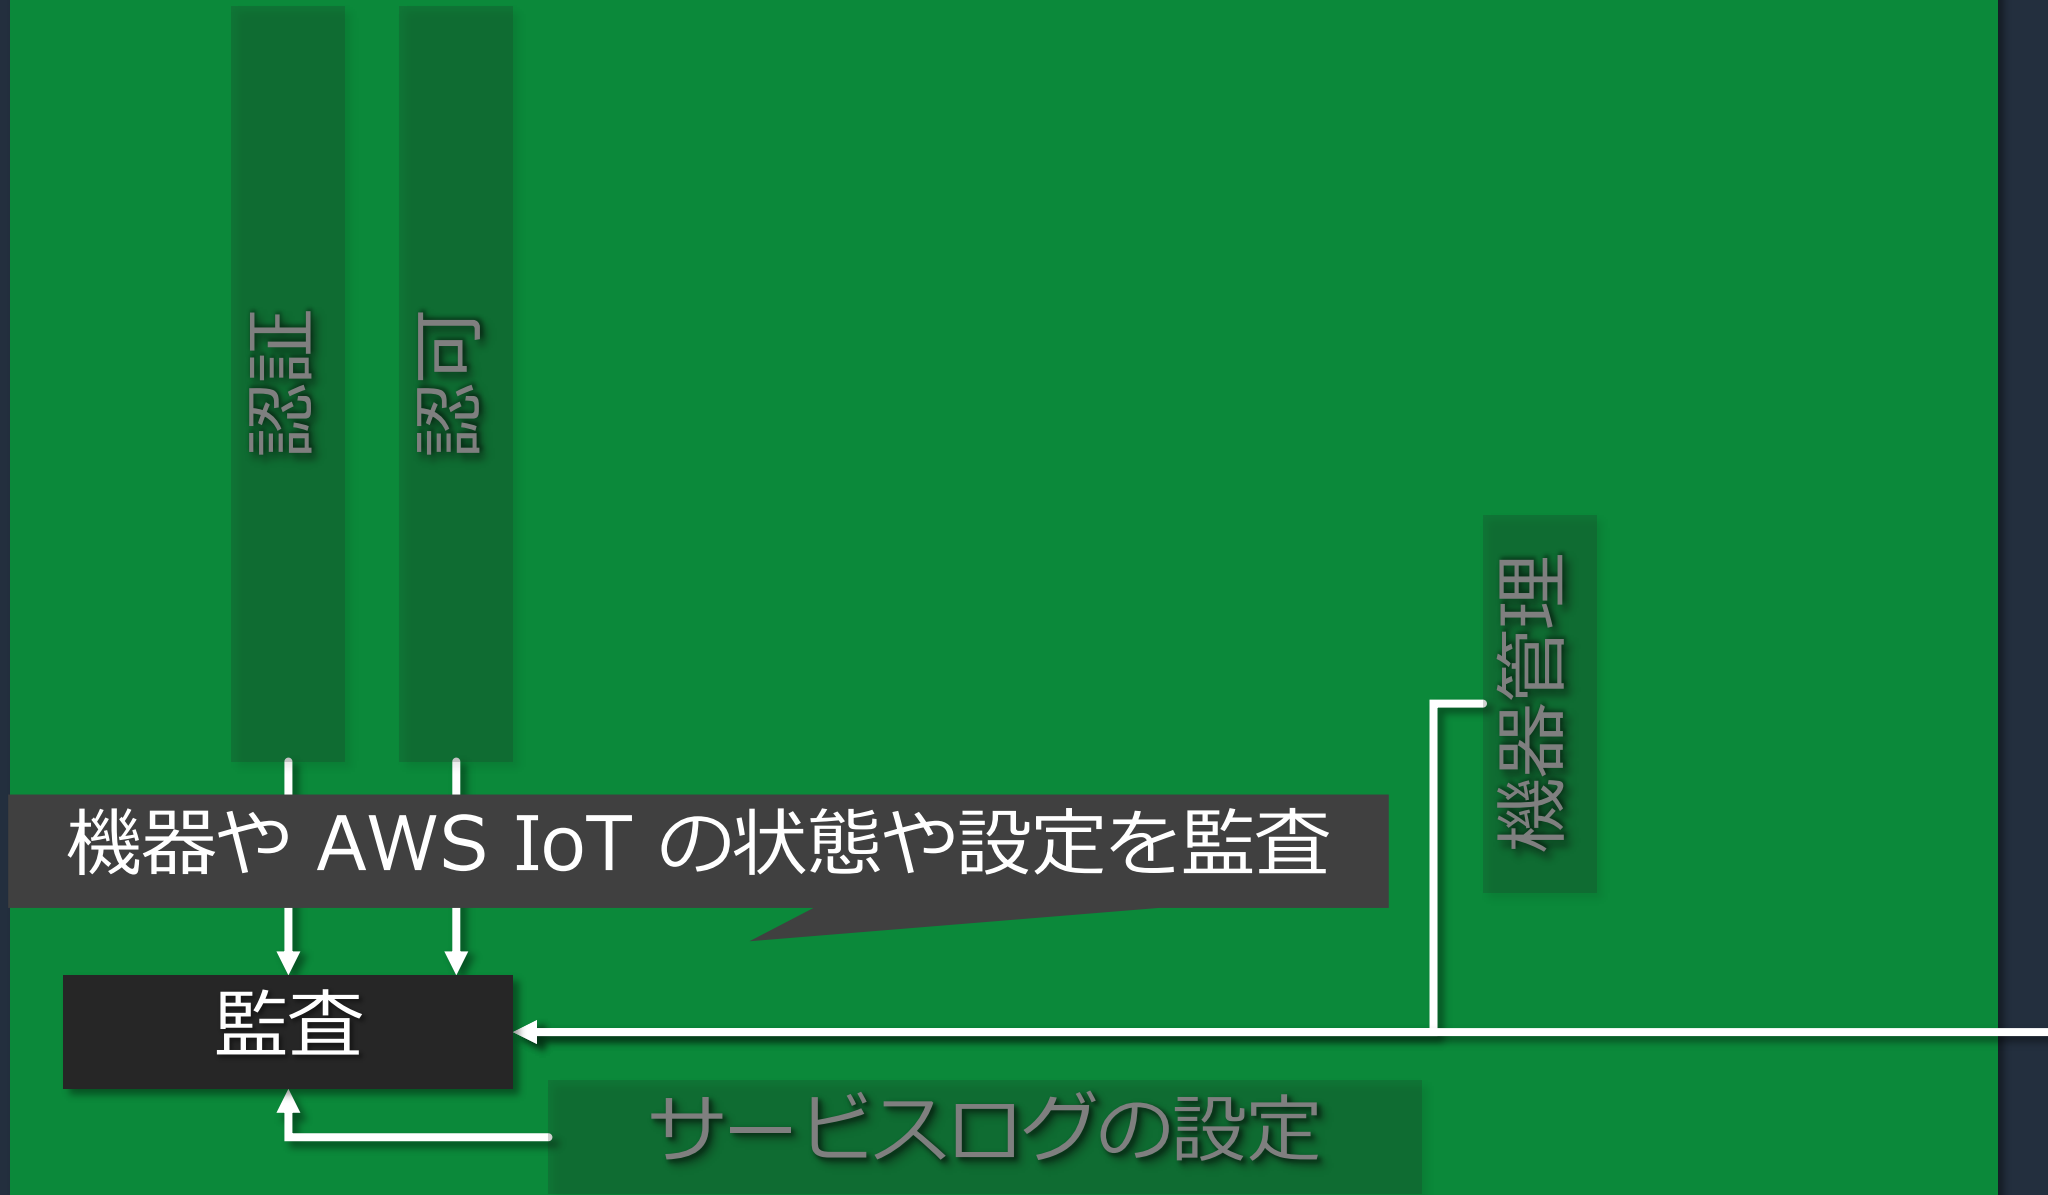 認証
認可
機器管理
機器や AWS IoT の状態や設定を監査
監査
サービスログの設定